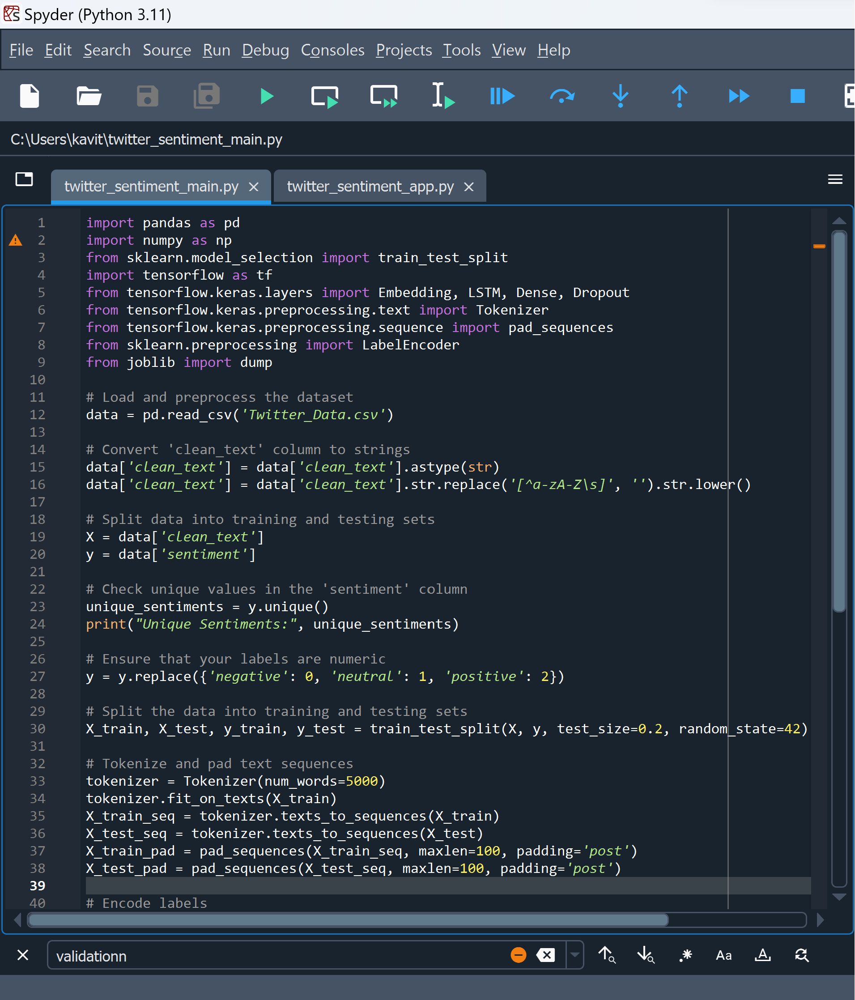 Spyder (Python 3.11)
File Edit Search Source Run Debug Consoles Projects Tools View Help
C:\Users\kavit\twitter_sentiment_main.py
twitter_sentiment_main.py twitter_sentiment_app.py
1 import pandas as pd
2 import numpy as np
3 from sklearn.model_selection import train_test_split
4 import tensorflow as tf
5 from tensorflow.keras.layers import Embedding, LSTM, Dense, Dropout
6 from tensorflow.keras.preprocessing.text import Tokenizer
7 from tensorflow.keras.preprocessing.sequence import pad_sequences
8 from sklearn.preprocessing import LabelEncoder
9 from joblib import dump
10
11 # Load and preprocess the dataset
12 data = pd.read_csv('Twitter_Data.csv')
13
14 # Convert 'clean_text' column to strings
15 data['clean_text'] = data['clean_text'].astype(str)
16 data['clean_text'] = data['clean_text'].str.replace('[^a-zA-Z\s]', '').str.lower()
17
18 # Split data into training and testing sets
19 X = data['clean_text']
20 y = data['sentiment']
21
22 # Check unique values in the 'sentiment' column
23 unique_sentiments = y.unique()
24 print("Unique Sentiments:", unique_sentiments)
25
26 # Ensure that your labels are numeric
27 y = y.replace({'negative': 0, 'neutral': 1, 'positive': 2})
28
29 # Split the data into training and testing sets
30 X_train, X_test, y_train, y_test = train_test_split(X, y, test_size=0.2, random_state=42)
31
32 # Tokenize and pad text sequences
33 tokenizer = Tokenizer(num_words=5000)
34 tokenizer.fit_on_texts(X_train)
35 X_train_seq = tokenizer.texts_to_sequences(X_train)
36 X_test_seq = tokenizer.texts_to_sequences(X_test)
37 X_train_pad = pad_sequences(X_train_seq, maxlen=100, padding='post')
38 X_test_pad = pad_sequences(X_test_seq, maxlen=100, padding='post')
39
40 # Encode labels
validationn .* Aa A